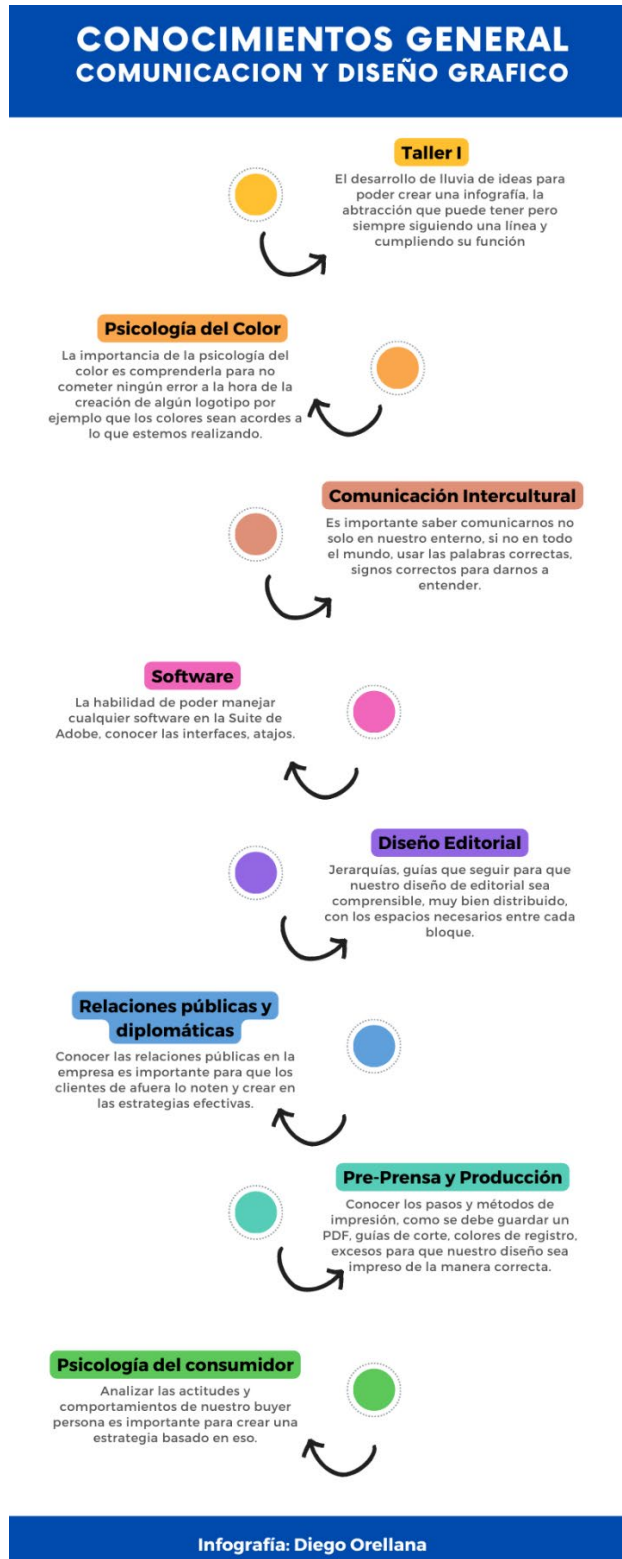 CONOCIMIENTOS GENERAL
COMUNICACION Y DISEÑO GRAFICO
Taller I
El desarrollo de lluvia de ideas para
poder crear una infografía, la
abtracción que puede tener pero
siempre siguiendo una línea y
cumpliendo su función
Psicología del Color
La importancia de la psicología del
color es comprenderla para no
cometer ningún error a la hora de la
creación de algún logotipo por
ejemplo que los colores sean acordes a
lo que estemos realizando.
Comunicación Intercultural
Es importante saber comunicarnos no
solo en nuestro enterno, si no en todo
el mundo, usar las palabras correctas,
signos correctos para darnos a
entender.
Software
La habilidad de poder manejar
cualquier software en la Suite de
Adobe, conocer las interfaces, atajos.
Diseño Editorial
Jerarquías, guías que seguir para que
nuestro diseño de editorial sea
comprensible, muy bien distribuido,
con los espacios necesarios entre cada
bloque.
Relaciones públicas y
diplomáticas
Conocer las relaciones públicas en la
empresa es importante para que los
clientes de afuera lo noten y crear en
las estrategias efectivas.
Pre-Prensa y Producción
Conocer los pasos y métodos de
impresión, como se debe guardar un
PDF, guías de corte, colores de registro,
excesos para que nuestro diseño sea
impreso de la manera correcta.
Psicología del consumidor
Analizar las actitudes y
comportamientos de nuestro buyer
persona es importante para crear una
estrategia basado en eso.
Infografía: Diego Orellana